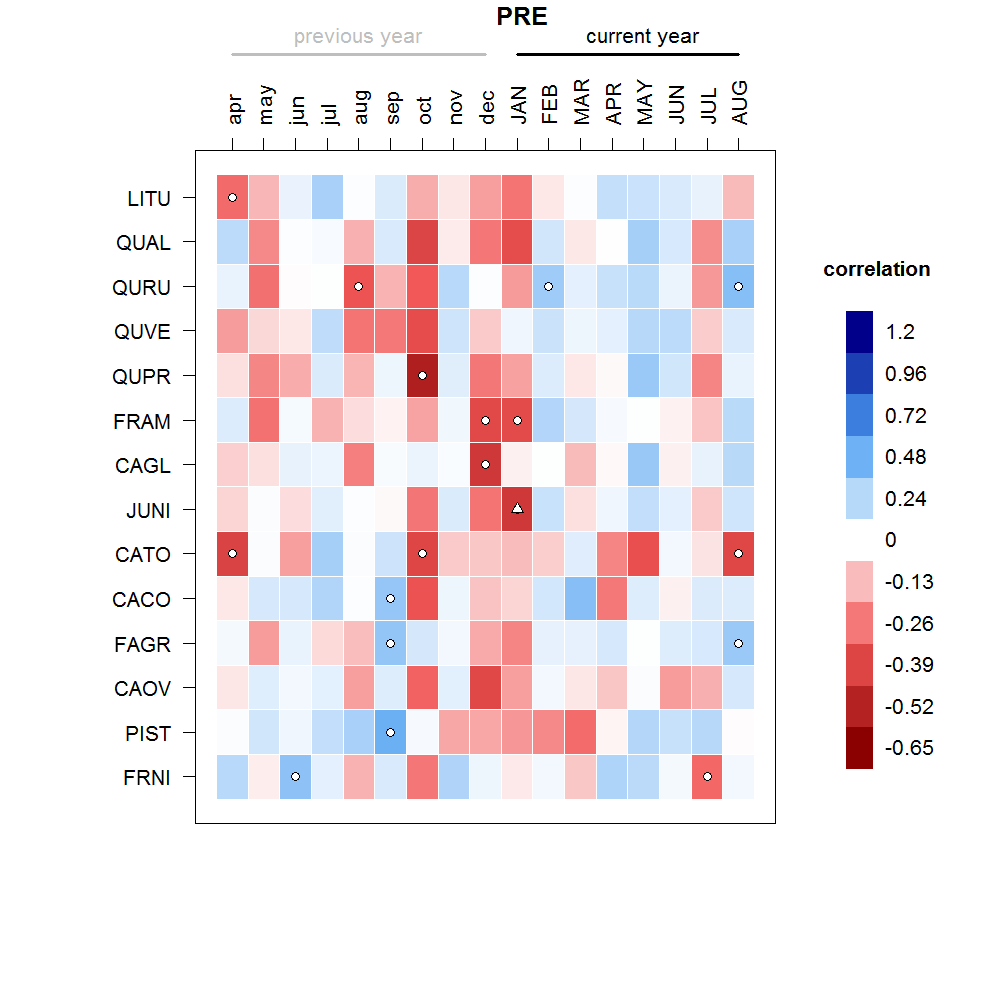 PRE
previous year current year
apr may jun jul aug sep oct nov dec JAN FEB MAR APR MAY JUN JUL AUG
LITU
QUAL
QURU
QUVE
QUPR
FRAM
CAGL
JUNI
CATO
CACO
FAGR
CAOV
PIST
FRNI
correlation
1.2
0.96
0.72
0.48
0.24
0
-0.13
-0.26
-0.39
-0.52
-0.65